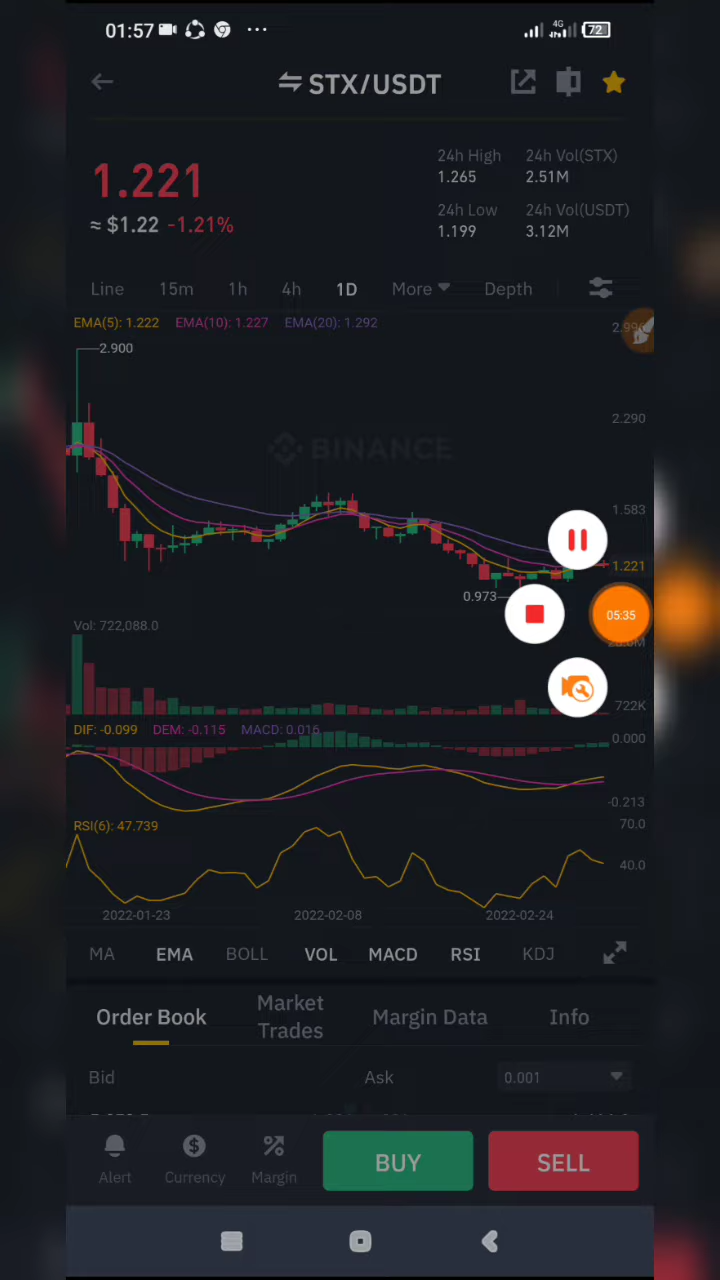 01:57 4G 72
STX/USDT
1.221
≈ $1.22 -1.21%
24h High 24h Vol(STX)
1.265 2.51M
24h Low 24h Vol(USDT)
1.199 3.12M
Line 15m 1h 4h 1D More Depth
EMA(5): 1.222 EMA(10): 1.227 EMA(20): 1.292
2.900
2.290
BINANCE
1.583
1.221
0.973
05:35
Vol: 722,088.0
722K
DIF: -0.099 DEM: -0.115 MACD: 0.016
0.000
-0.213
RSI(6): 47.739
70.0
40.0
2022-01-23 2022-02-08 2022-02-24
MA EMA BOLL VOL MACD RSI KDJ
Order Book Market Trades Margin Data Info
Bid Ask 0.001
Alert Currency Margin BUY SELL